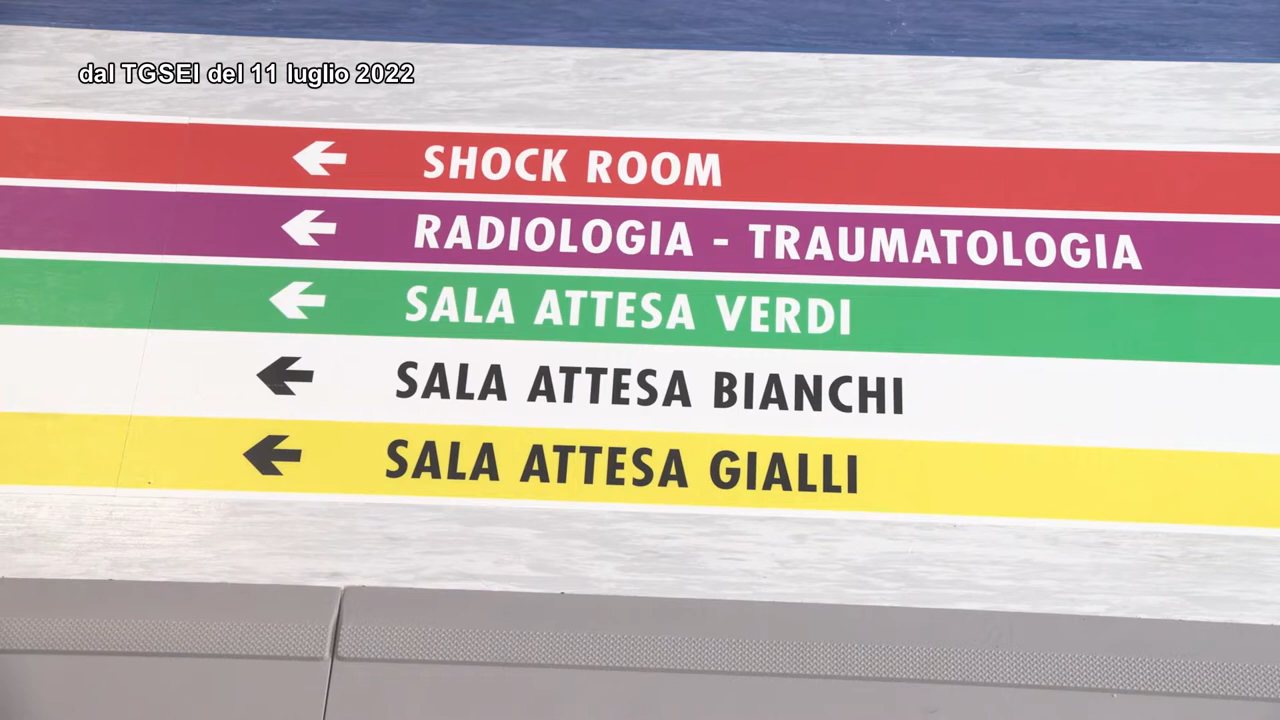 dal TGSEI del 11 luglio 2022
SHOCK ROOM
RADIOLOGIA - TRAUMATOLOGIA
SALA ATTESA VERDI
SALA ATTESA BIANCHI
SALA ATTESA GIALLI